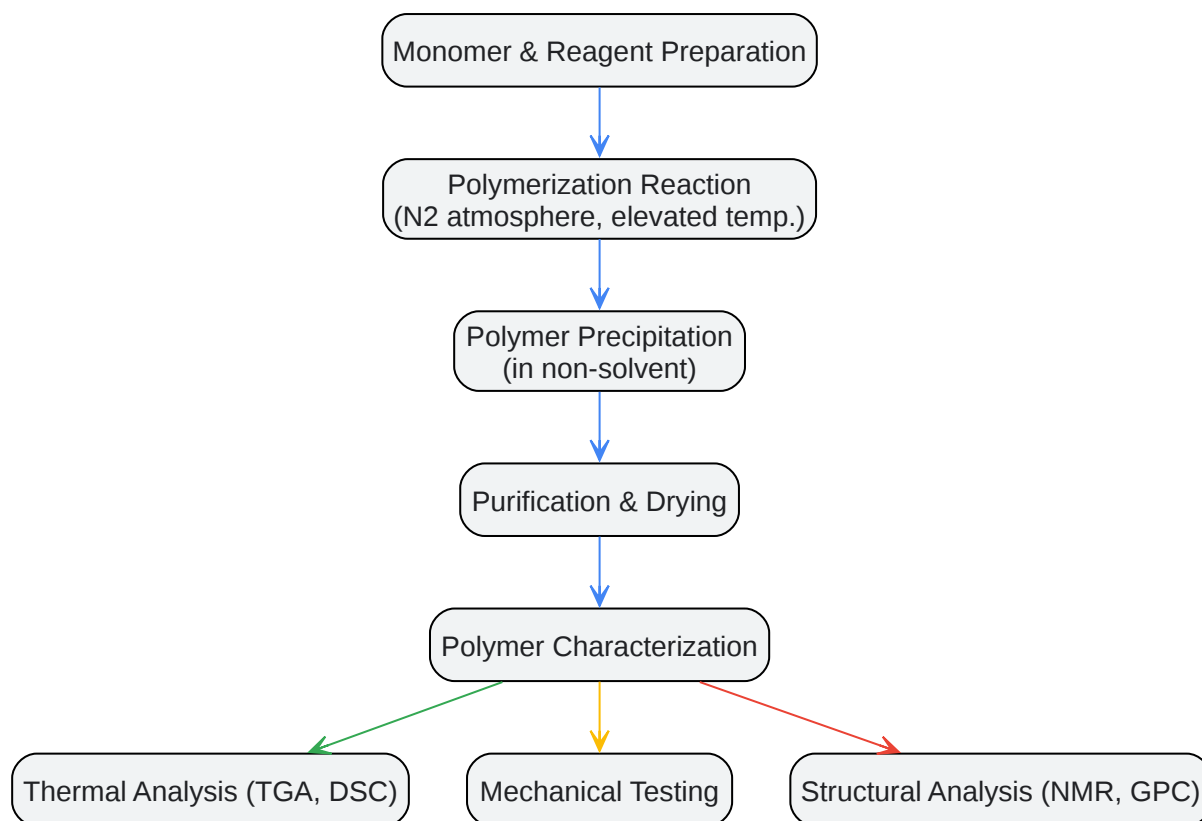 Monomer & Reagent Preparation
Polymerization Reaction
(N2 atmosphere, elevated temp.)
Polymer Precipitation
(in non-solvent)
Purification & Drying
Polymer Characterization
Thermal Analysis (TGA, DSC)
Mechanical Testing
Structural Analysis (NMR, GPC)